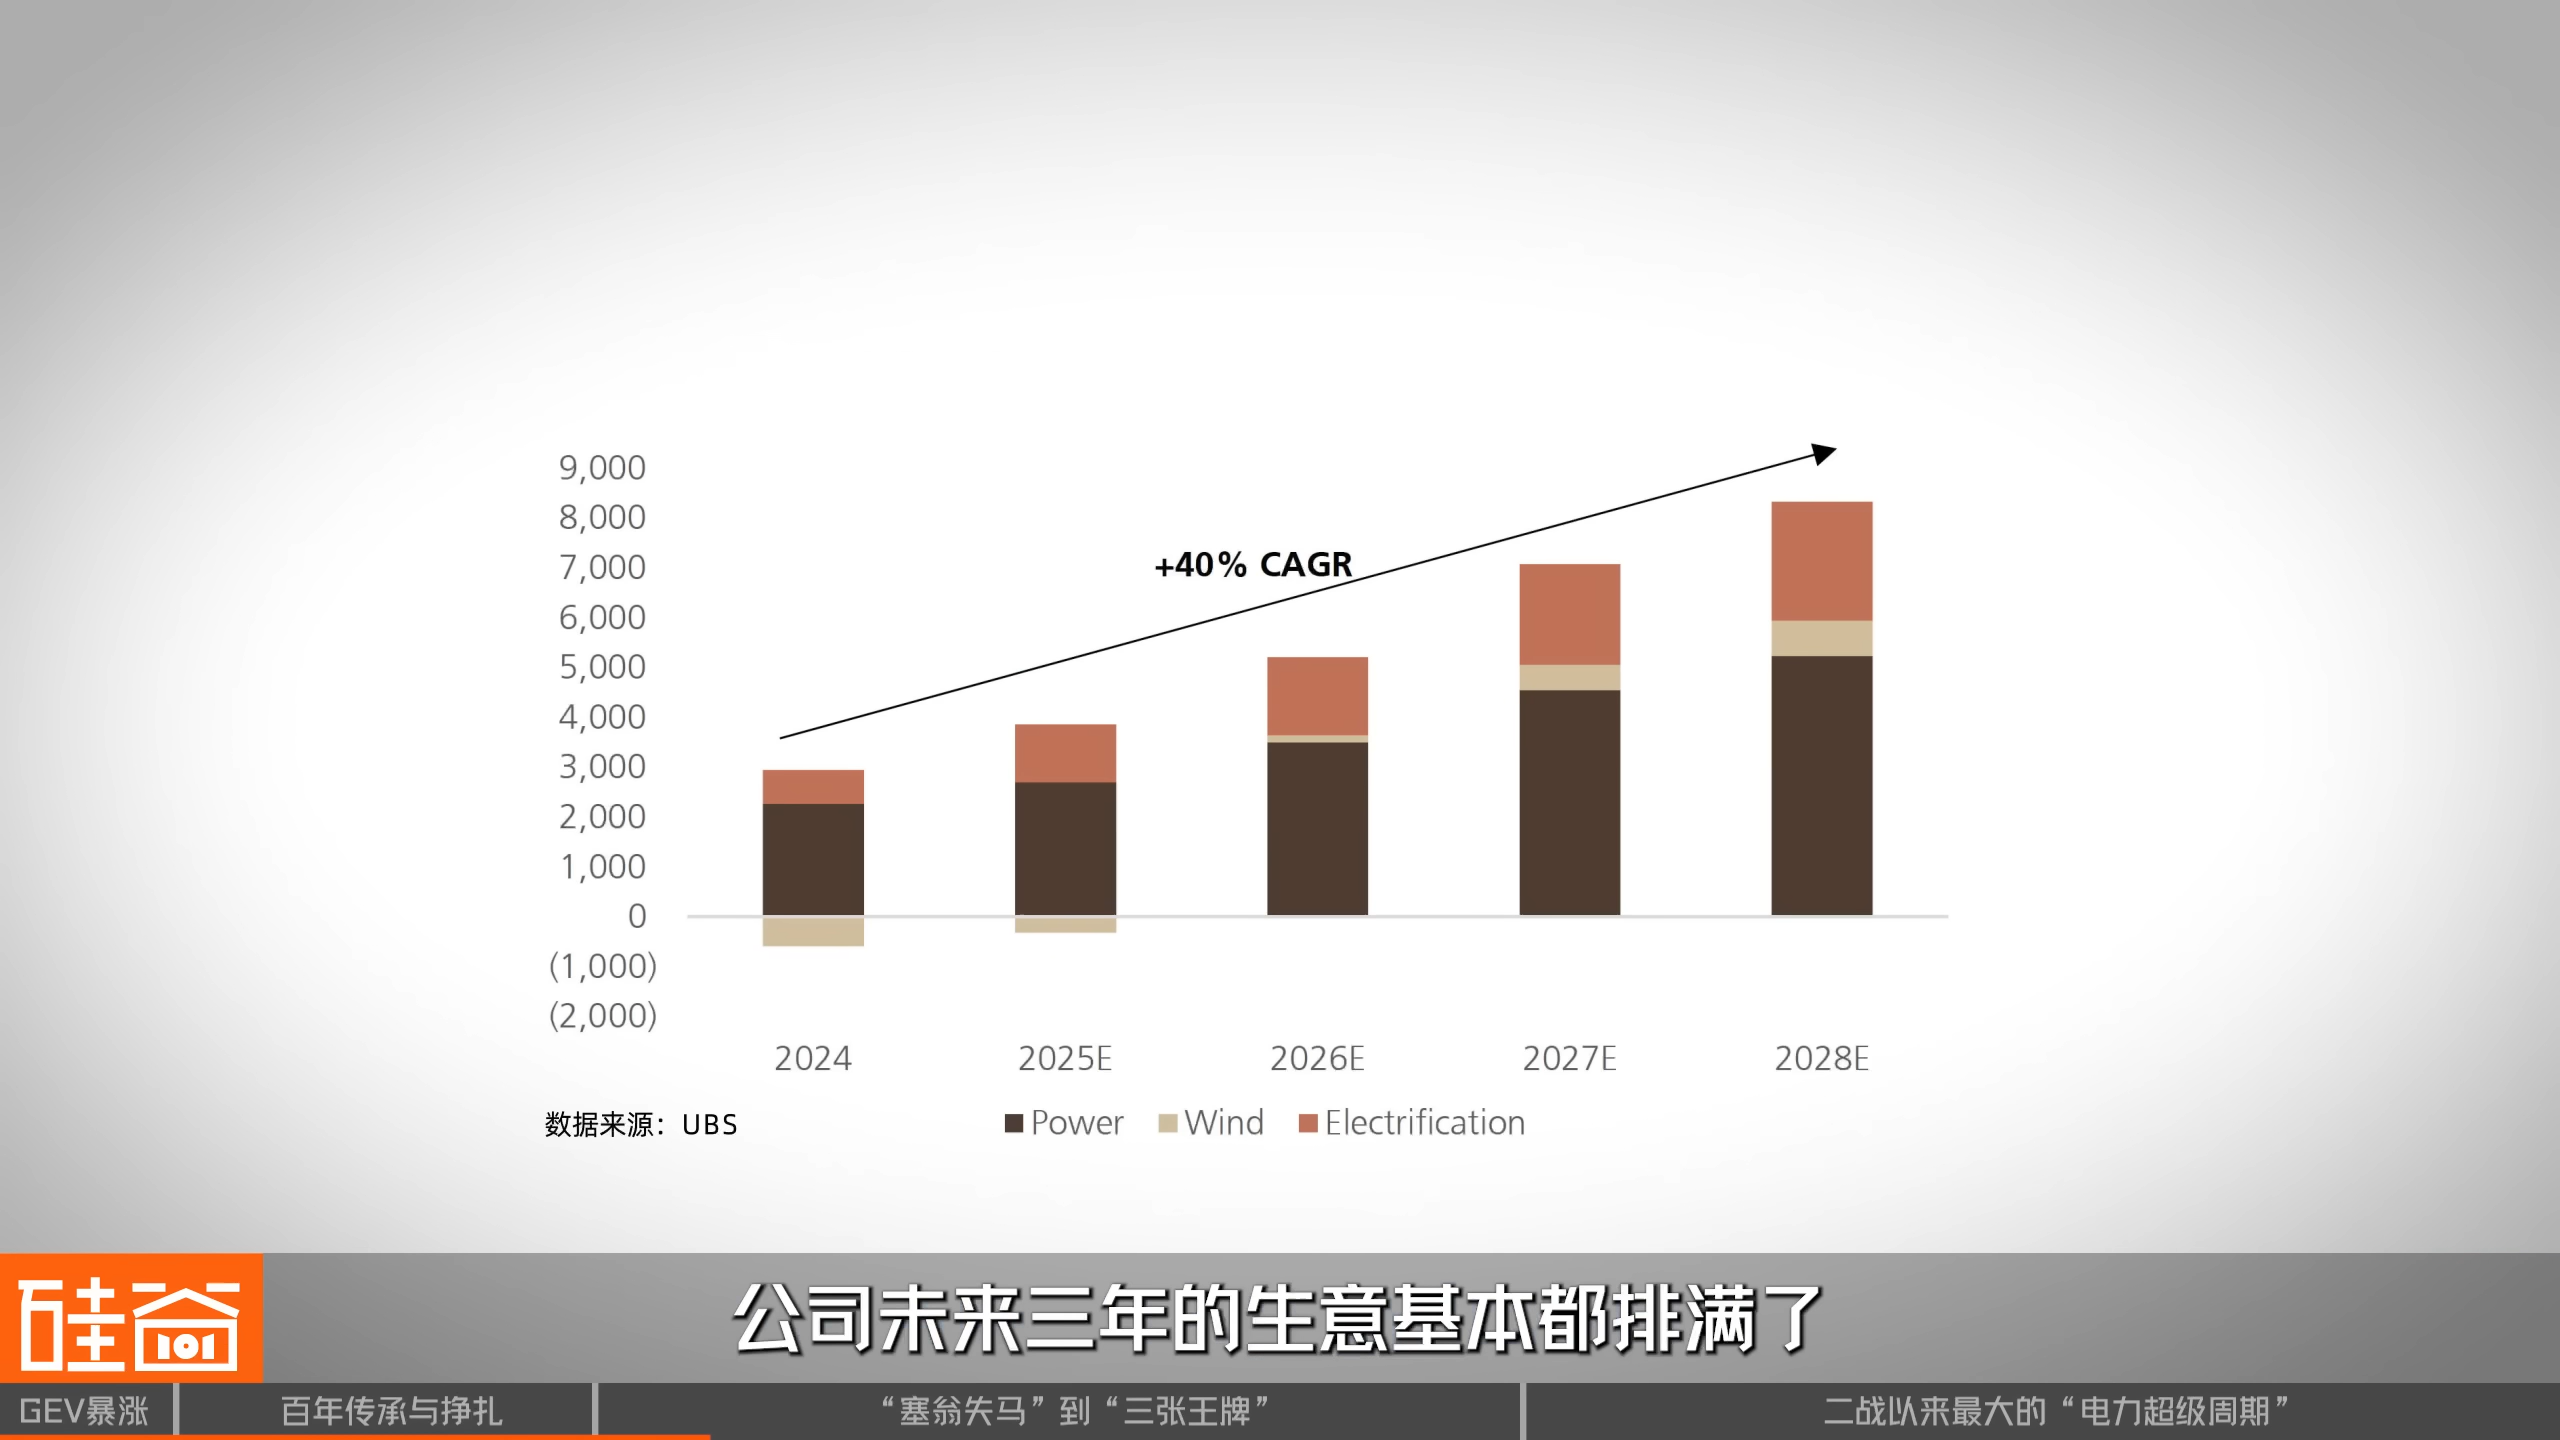 9,000
8,000
7,000
6,000
5,000
4,000
3,000
2,000
1,000
0
(1,000)
(2,000)
+40% CAGR
2024 2025E 2026E 2027E 2028E
数据来源：UBS
Power Wind Electrification
硅谷
101
公司未来三年的生意基本都排满了
GEV暴涨 百年传承与挣扎 “塞翁失马”到“三张王牌” 二战以来最大的“电力超级周期”